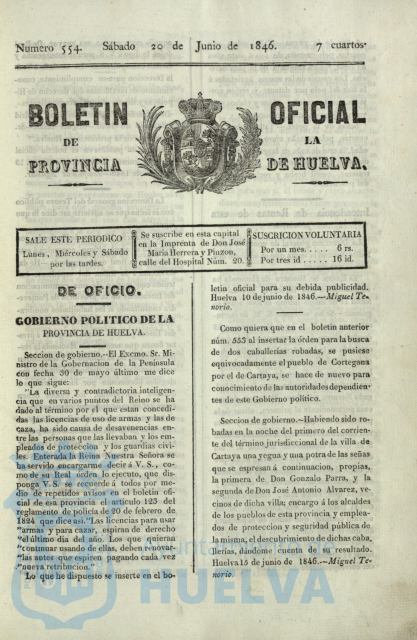 Numero 554. Sábado 20 de Junio de 1846. 7 cuartos.
BOLETIN OFICIAL
DE LA
PROVINCIA DE HUELVA.
SALE ESTE PERIODICO
Lunes, Miércoles y Sábado
por las tardes.
Se suscribe en esta capital
en la Imprenta de Don José
Maria Herrera y Pinzon,
calle del Hospital Núm. 20.
SUSCRICION VOLUNTARIA
Por un mes. . . . . 6 rs.
Por tres id . . . . . 16 id.
DE OFICIO.
GOBIERNO POLITICO DE LA
PROVINCIA DE HUELVA.
Seccion de gobierno.--El Excmo. Sr. Mi-
nistro de la Gobernacion de la Península
con fecha 30 de mayo último me dice
lo que sigue:
"La diversa y contradictoria inteligen-
cia que en varios puntos del Reino se ha
dado al término por el que estan concedi-
das las licencias de uso de armas y las de
caza, ha sido causa de desavenencias en-
tre las personas que las llevaban y los em-
pleados de proteccion y los guardias civi-
les. Enterada la Reina Nuestra Señora se
ha servido encargarme decir á V. S., co-
mo de su Real orden lo ejecuto, que dis-
ponga V. S. se recuerde á todos por me-
dio de repetidos avisos en el boletin ofi-
cial de esa provincia el artículo 123 del
reglamento de policía de 20 de febrero de
1824 que dice asi." Las licencias para usar
"armas y para cazar, espiran de derecho
"el último dia del año. Los que quieran
"continuar usando de ellas, deben renovar-
"las antes que espiren pagando cada vez
"nueva retribucion."
Lo que he dispuesto se inserte en el bo-
letin oficial para su debida publicidad.
Huelva 10 de junio de 1846.—Miguel Te-
norio.
Como quiera que en el boletin anterior
núm. 553 al insertar la órden para la busca
de dos caballerías robadas, se pusiese
equivocadamente el pueblo de Cortegana
por el de Cartaya, se hace de nuevo para
conocimiento de las autoridades dependien-
tes de este Gobierno político.
Seccion de gobierno.—Habiendo sido ro-
badas en la noche del primero del corrien-
te del término jurisdiccional de la villa de
Cartaya una yegua y una potra de las señas
que se espresan á continuacion, propias,
la primera de Don Gonzalo Parra, y la
segunda de Don José Antonio Alvarez, ve-
cinos de dicha villa; encargo á los alcaldes
de los pueblos de esta provincia y emplea-
dos de proteccion y seguridad pública de
la misma, el descubrimiento de dichas caba-
llerías, dándome cuenta de su resultado.
Huelva 15 de junio de 1846.—Miguel Te-
norio.
HUELVA